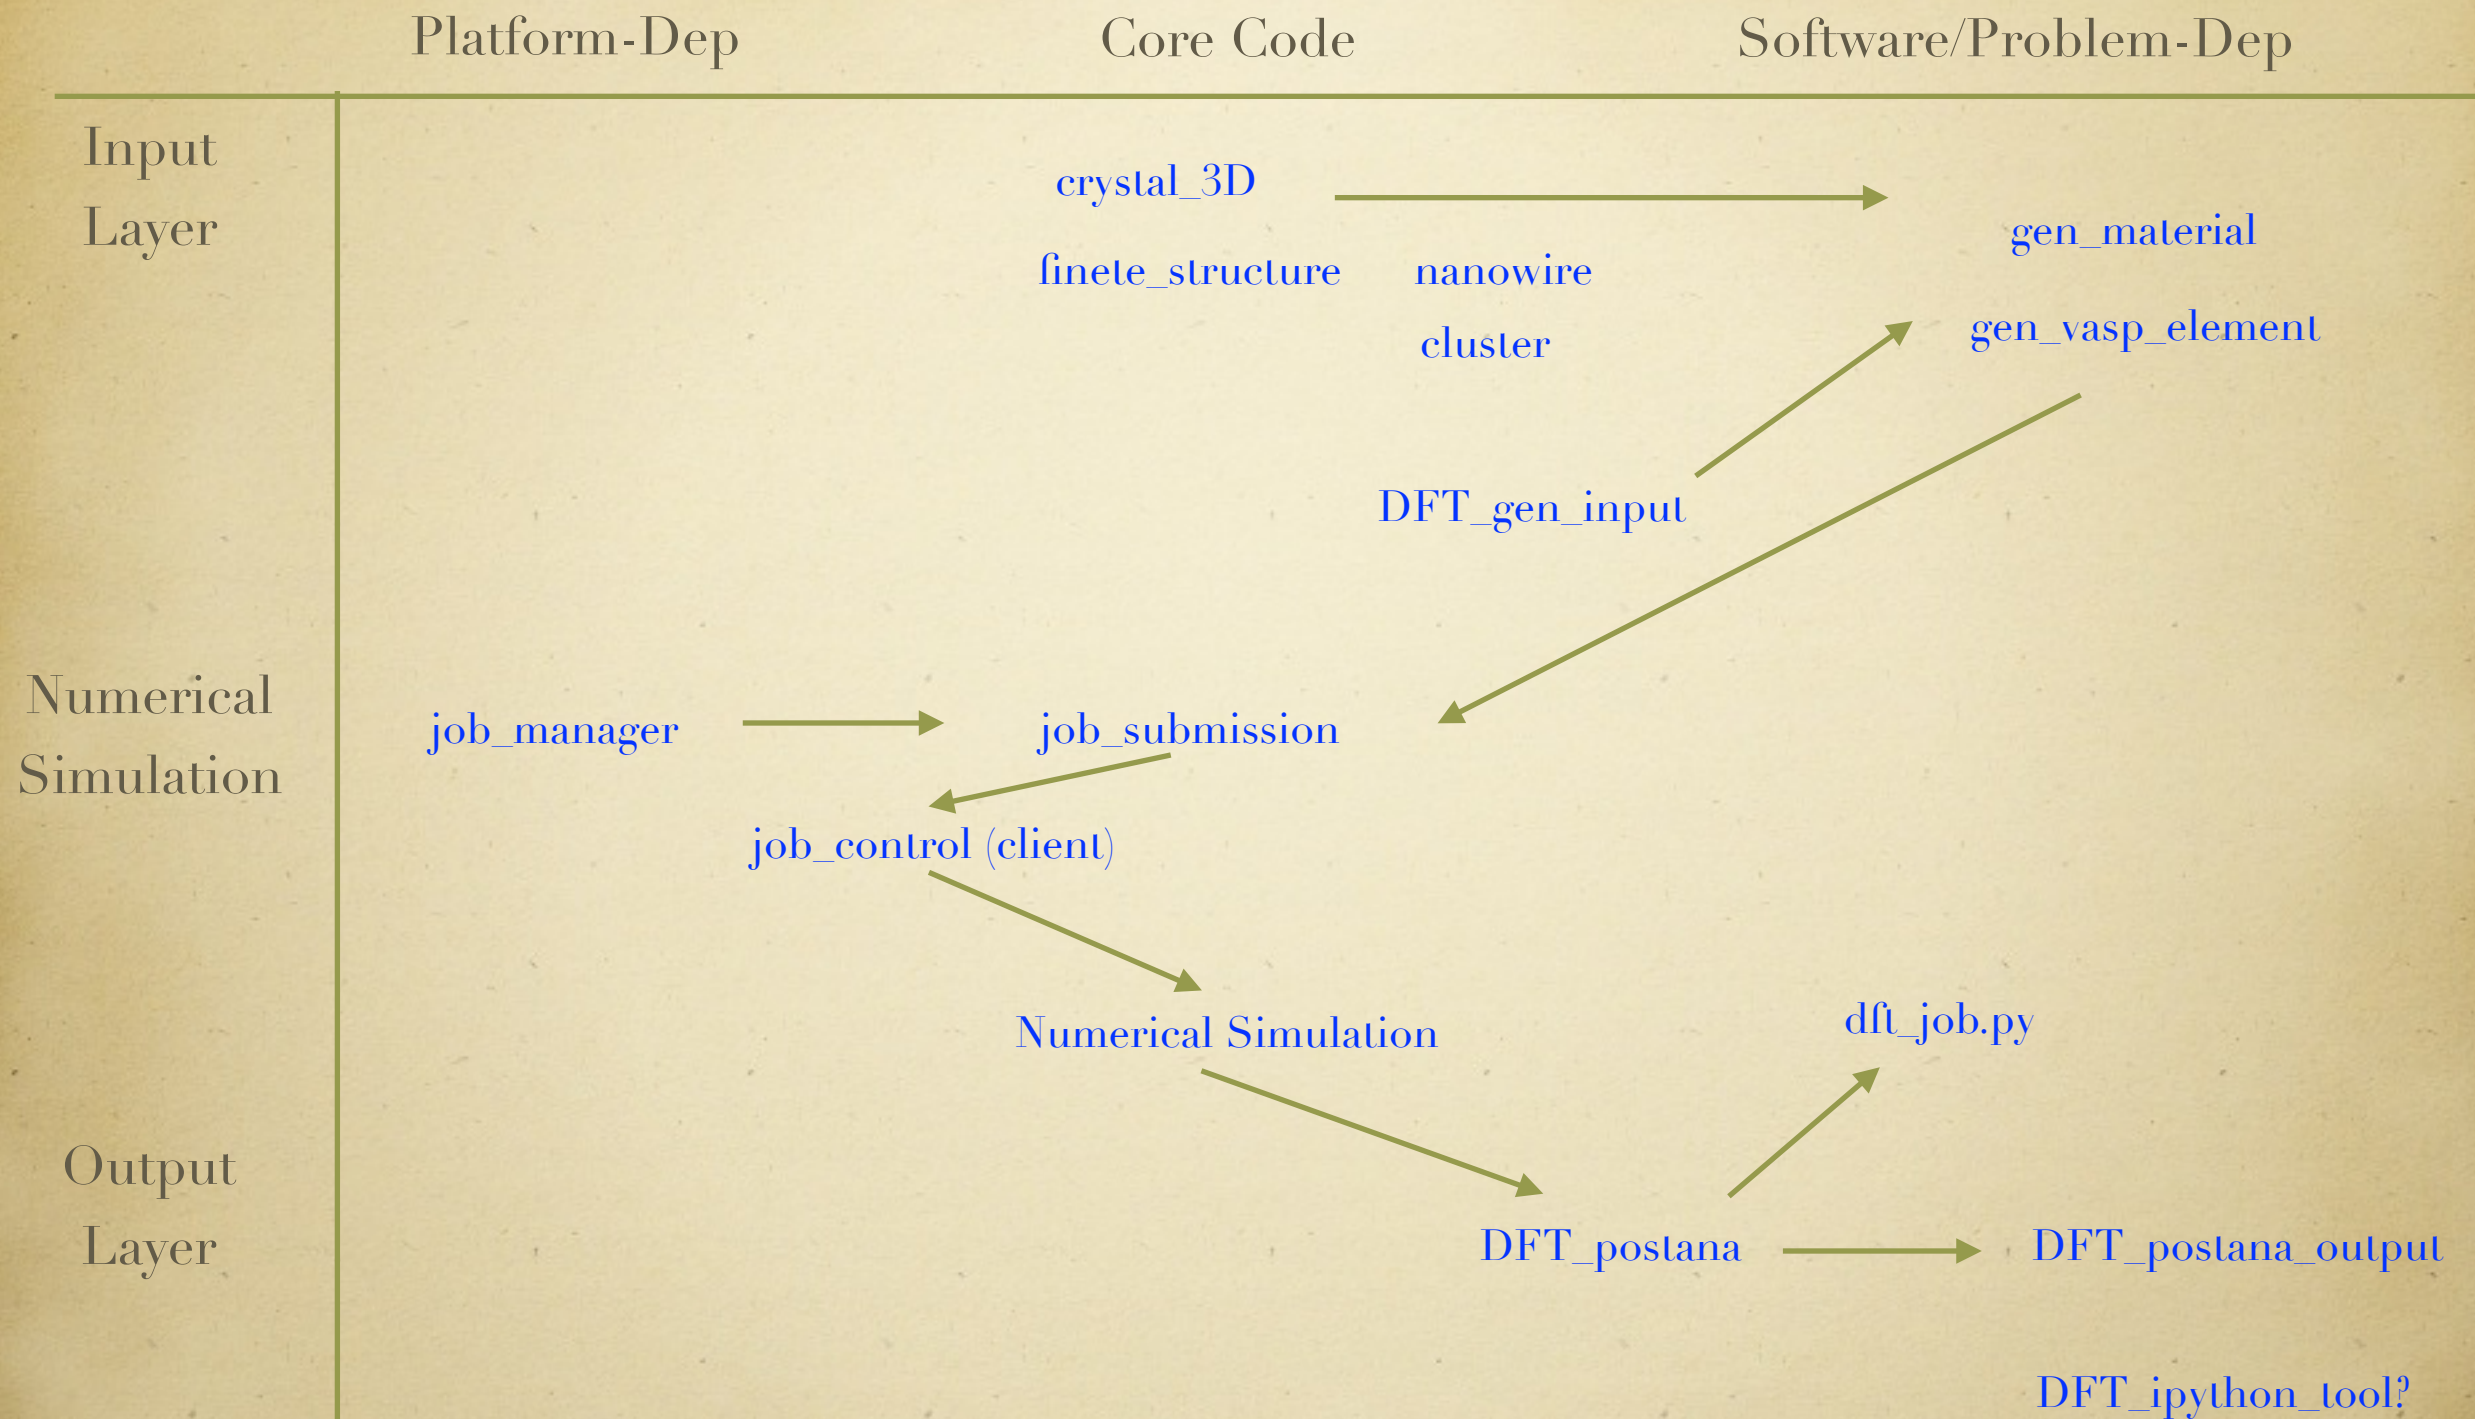 Platform-Dep
Core Code
Software/Problem-Dep
Input
Layer
crystal_3D
gen_material
finete_structure
nanowire
cluster
gen_vasp_element
DFT_gen_input
Numerical
Simulation
job_manager
job_submission
job_control (client)
Numerical Simulation
dft_job.py
Output
Layer
DFT_postana
DFT_postana_output
DFT_ipython_tool?